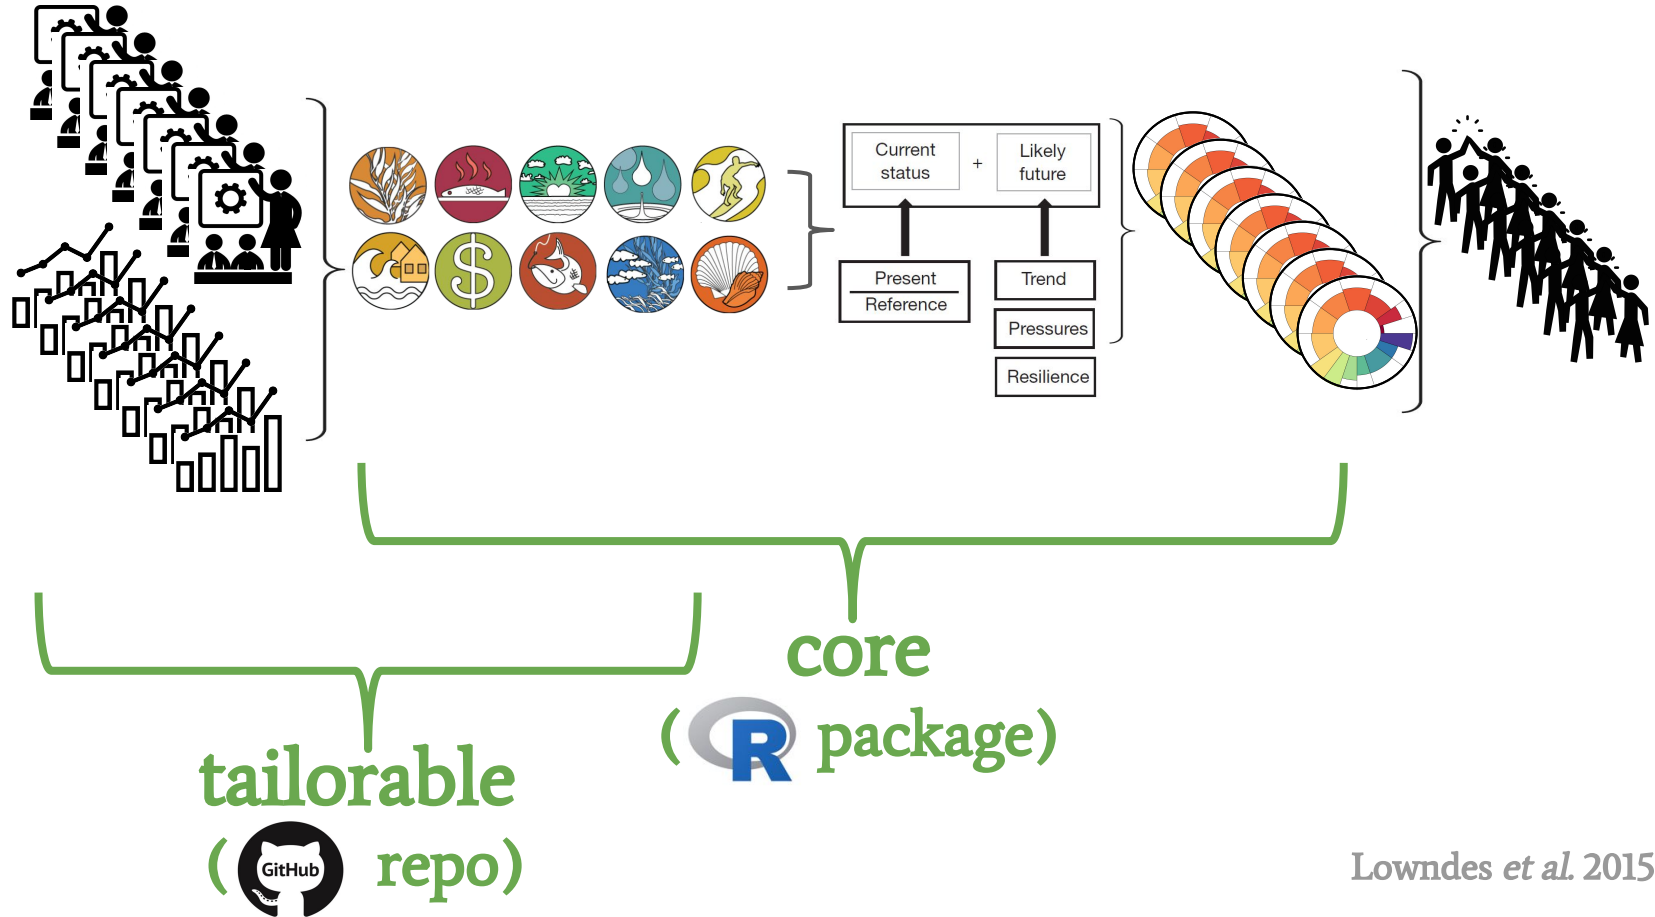 Current
status
+
Likely
future
Present
Reference
Trend
Pressures
Resilience
$
core
(R package)
tailorable
(GitHub repo)
Lowndes et al. 2015